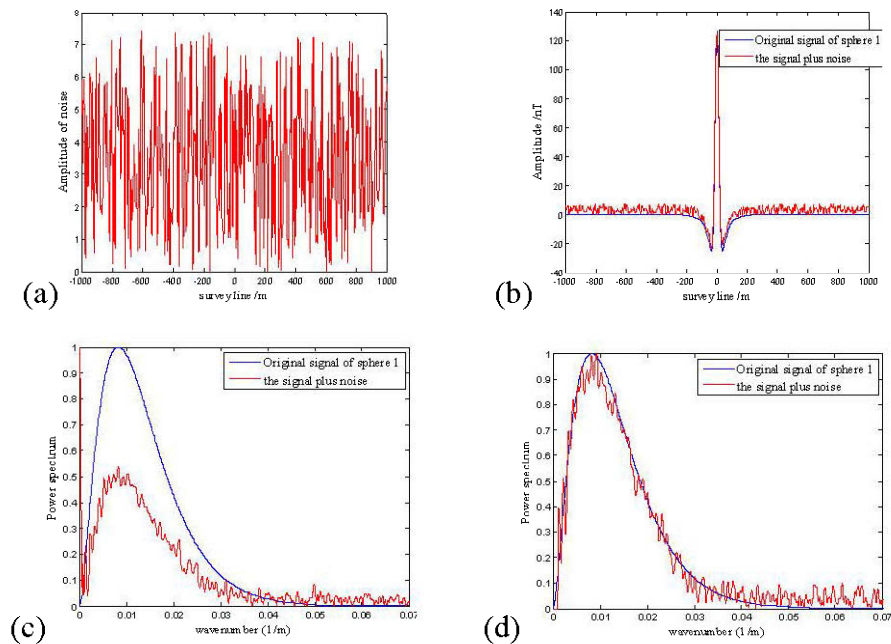 8
7
6
5
4
3
2
1
0
Amplitude of noise
-1000 -800 -600 -400 -200 0 200 400 600 800 1000
survey line /m
(a)
140
120
100
80
60
40
20
0
-20
-40
Amplitude /nT
Original signal of sphere 1
the signal plus noise
-1000 -800 -600 -400 -200 0 200 400 600 800 1000
survey line /m
(b)
1
0.9
0.8
0.7
0.6
0.5
0.4
0.3
0.2
0.1
0
Power spectrum
Original signal of sphere 1
the signal plus noise
0 0.01 0.02 0.03 0.04 0.05 0.06 0.07
wavenumber (1/m)
(c)
1
0.9
0.8
0.7
0.6
0.5
0.4
0.3
0.2
0.1
0
Power spectrum
Original signal of sphere 1
the signal plus noise
0 0.01 0.02 0.03 0.04 0.05 0.06 0.07
wavenumber (1/m)
(d)